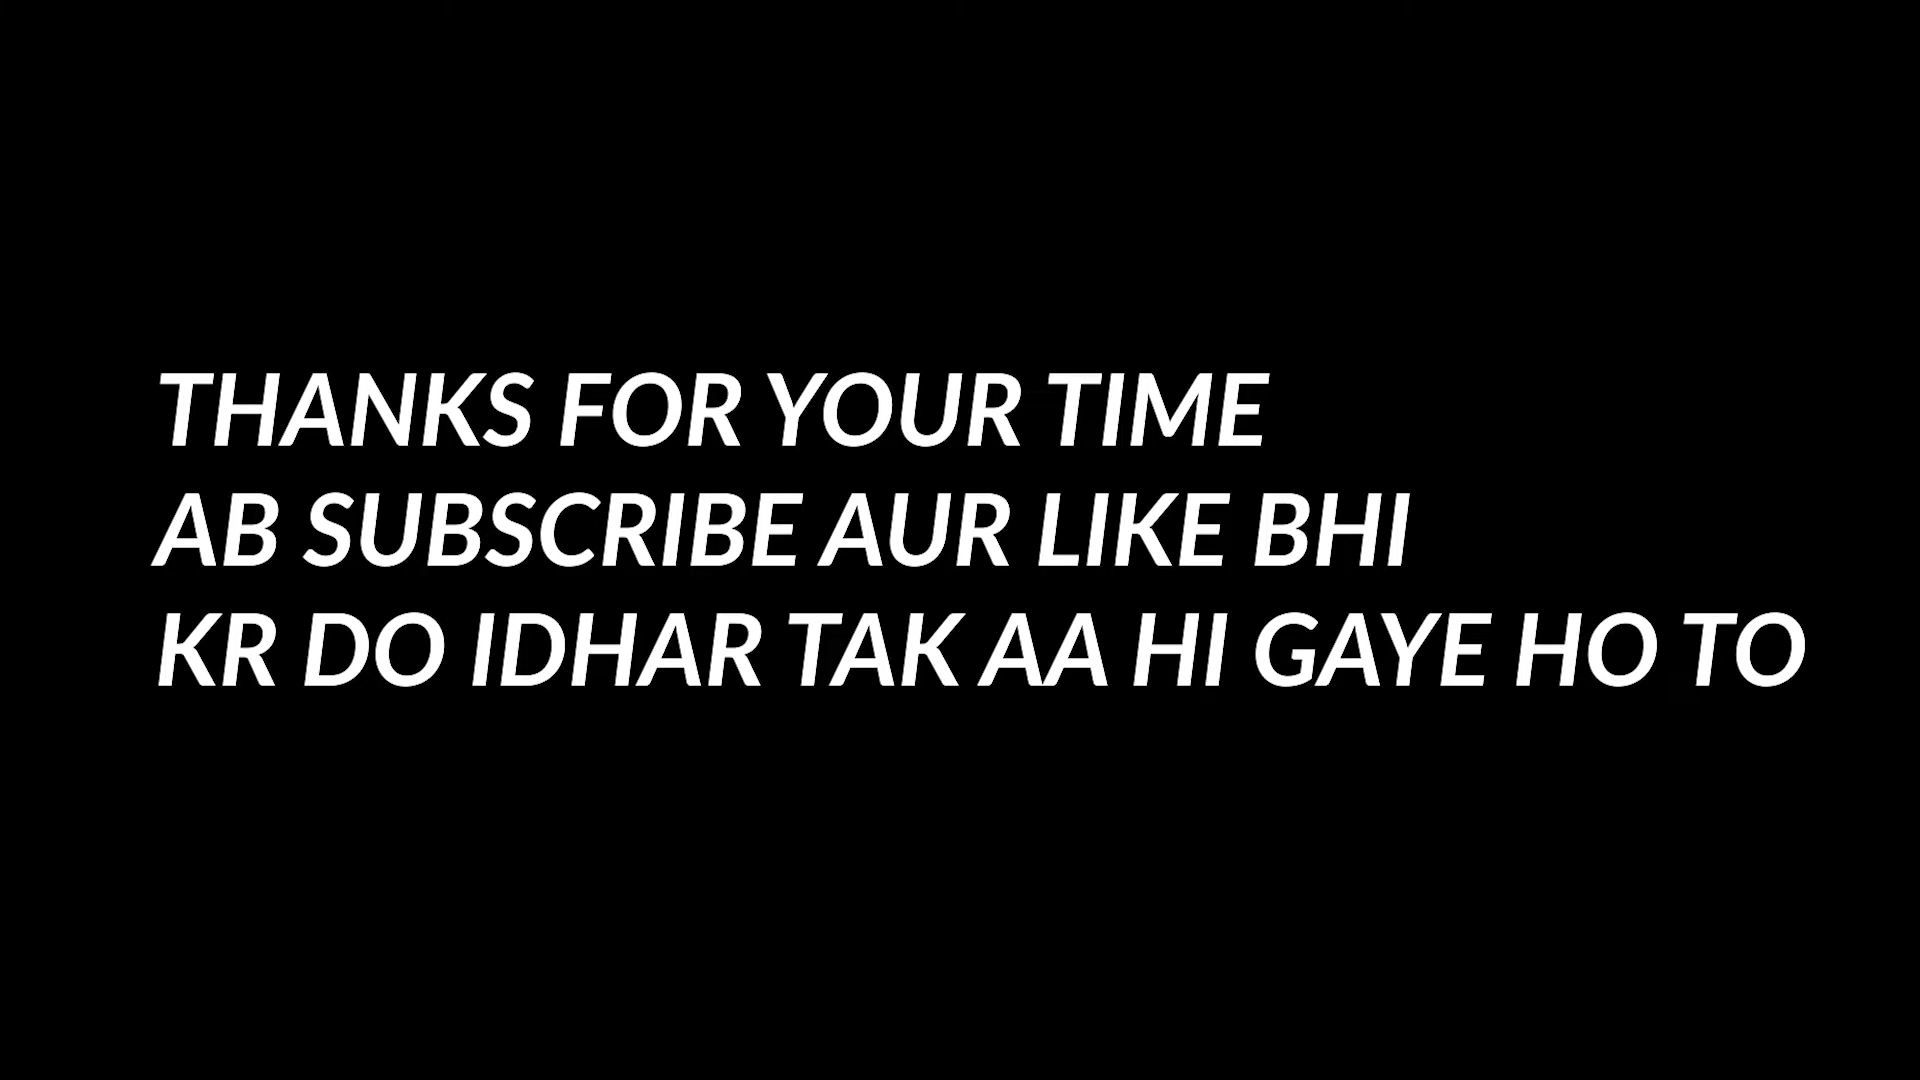 THANKS FOR YOUR TIME
AB SUBSCRIBE AUR LIKE BHI
KR DO IDHAR TAK AA HI GAYE HO TO